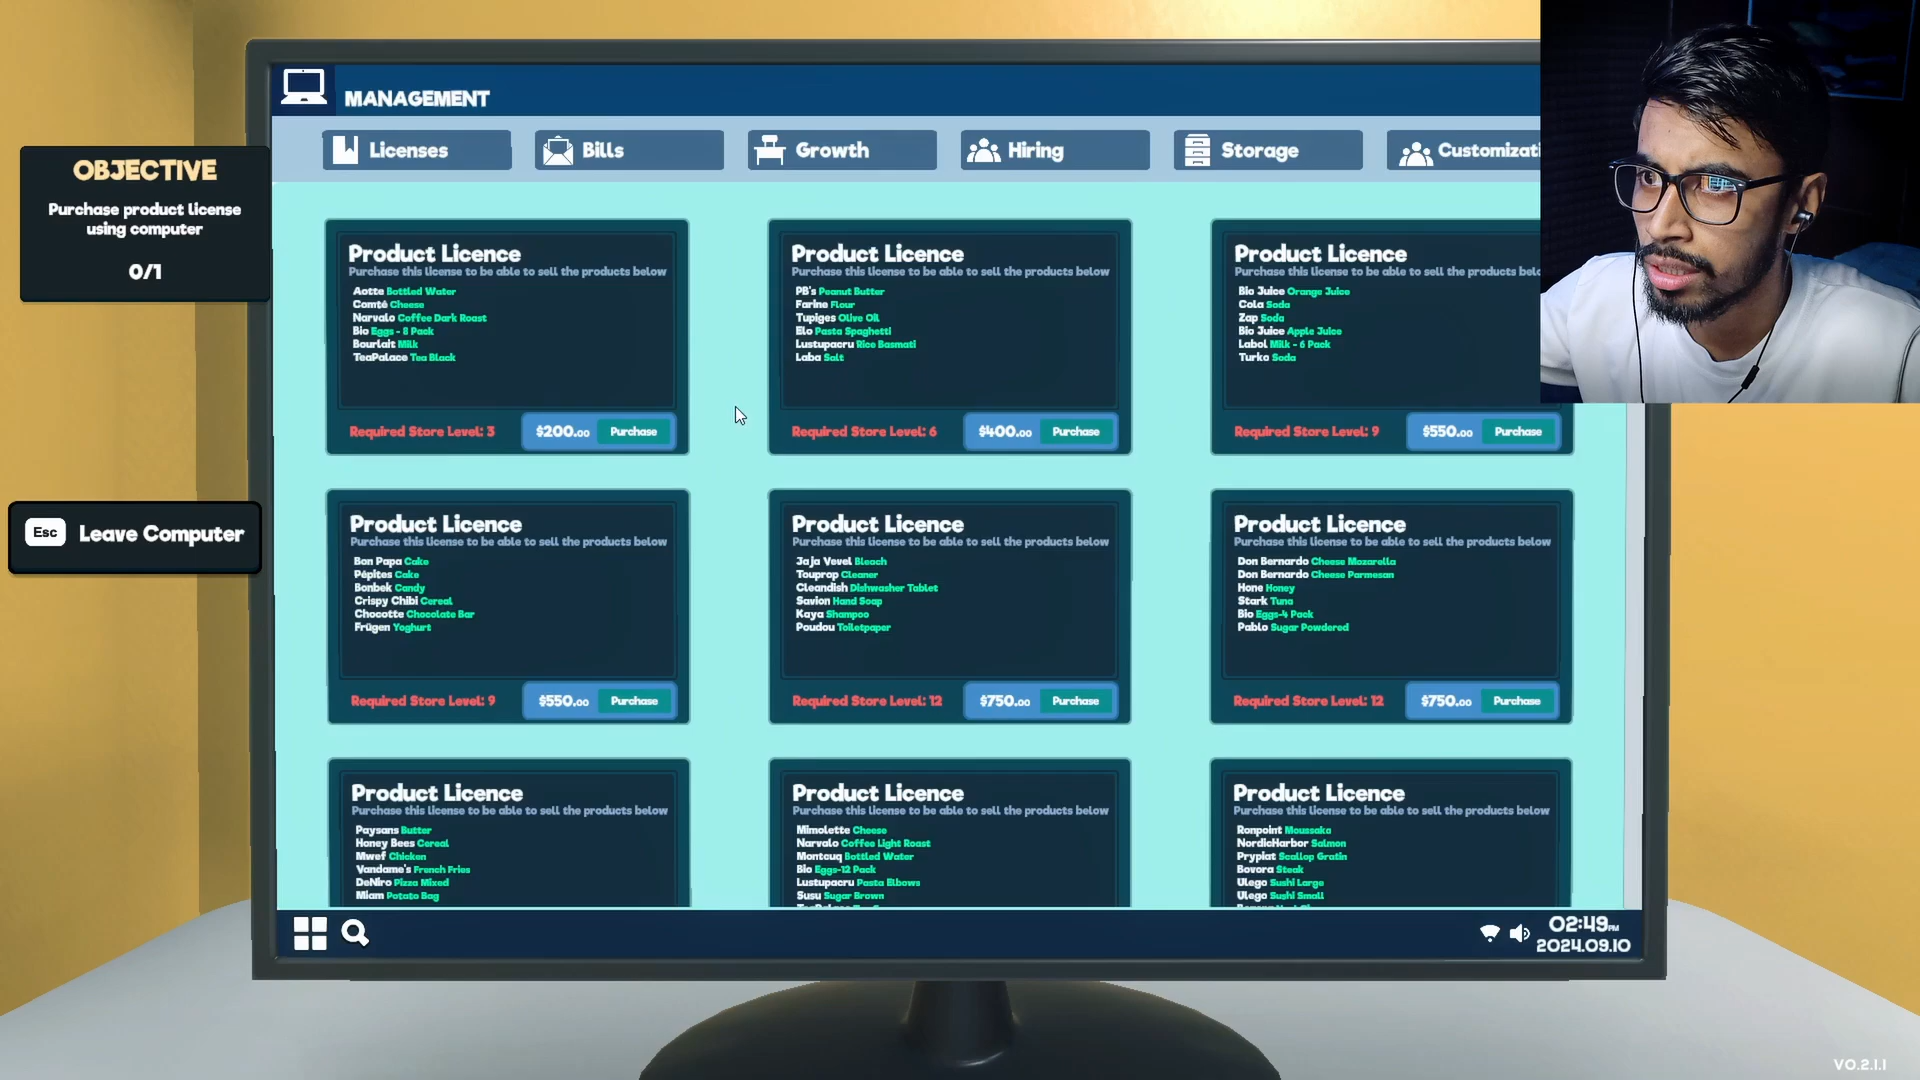 MANAGEMENT
Licenses
Bills
Growth
Hiring
Storage
Customizati
OBJECTIVE
Purchase product license
using computer
0/1
Esc Leave Computer
Product Licence
Purchase this license to be able to sell the products below
Aotte Bottled Water
Comté Cheese
Narvalo Coffee Dark Roast
Bio Eggs - 8 Pack
Bourlait Milk
TeaPalace Tea Black
Required Store Level: 3
$200.00 Purchase
Product Licence
Purchase this license to be able to sell the products below
PB's Peanut Butter
Farine Flour
Tupiges Olive Oil
Elo Pasta Spaghetti
Lustupacru Rice Basmati
Laba Salt
Required Store Level: 6
$400.00 Purchase
Product Licence
Purchase this license to be able to sell the products belo
Bio Juice Orange Juice
Cola Soda
Zap Soda
Bio Juice Apple Juice
Labol Milk - 6 Pack
Turko Soda
Required Store Level: 9
$550.00 Purchase
Product Licence
Purchase this license to be able to sell the products below
Bon Papa Cake
Pépites Cake
Bonbek Candy
Crispy Chibi Cereal
Chocotte Chocolate Bar
Frügen Yoghurt
Required Store Level: 9
$550.00 Purchase
Product Licence
Purchase this license to be able to sell the products below
Jaja Vevel Bleach
Touprop Cleaner
Cleandish Dishwasher Tablet
Savion Hand Soap
Kaya Shampoo
Poudou Toiletpaper
Required Store Level: 12
$750.00 Purchase
Product Licence
Purchase this license to be able to sell the products below
Don Bernardo Cheese Mozarella
Don Bernardo Cheese Parmesan
Hone Honey
Stark Tuna
Bio Eggs-4 Pack
Pablo Sugar Powdered
Required Store Level: 12
$750.00 Purchase
Product Licence
Purchase this license to be able to sell the products below
Paysans Butter
Honey Bees Cereal
Mwef Chicken
Vandame's French Fries
DeNiro Pizza Mixed
Miam Potato Bag
Product Licence
Purchase this license to be able to sell the products below
Mimolette Cheese
Narvalo Coffee Light Roast
Montcuq Bottled Water
Bio Eggs-12 Pack
Lustupacru Pasta Elbows
Susu Sugar Brown
Product Licence
Purchase this license to be able to sell the products below
Ronpoint Moussaka
NordicHarbor Salmon
Prypiat Scallop Gratin
Bovora Steak
Ulego Sushi Large
Ulego Sushi Small
02:49PM
2024.09.10
V0.2.1.1